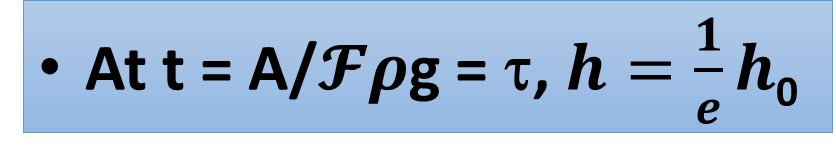 • At t = A/ℱρg = τ, h = 1/e h₀